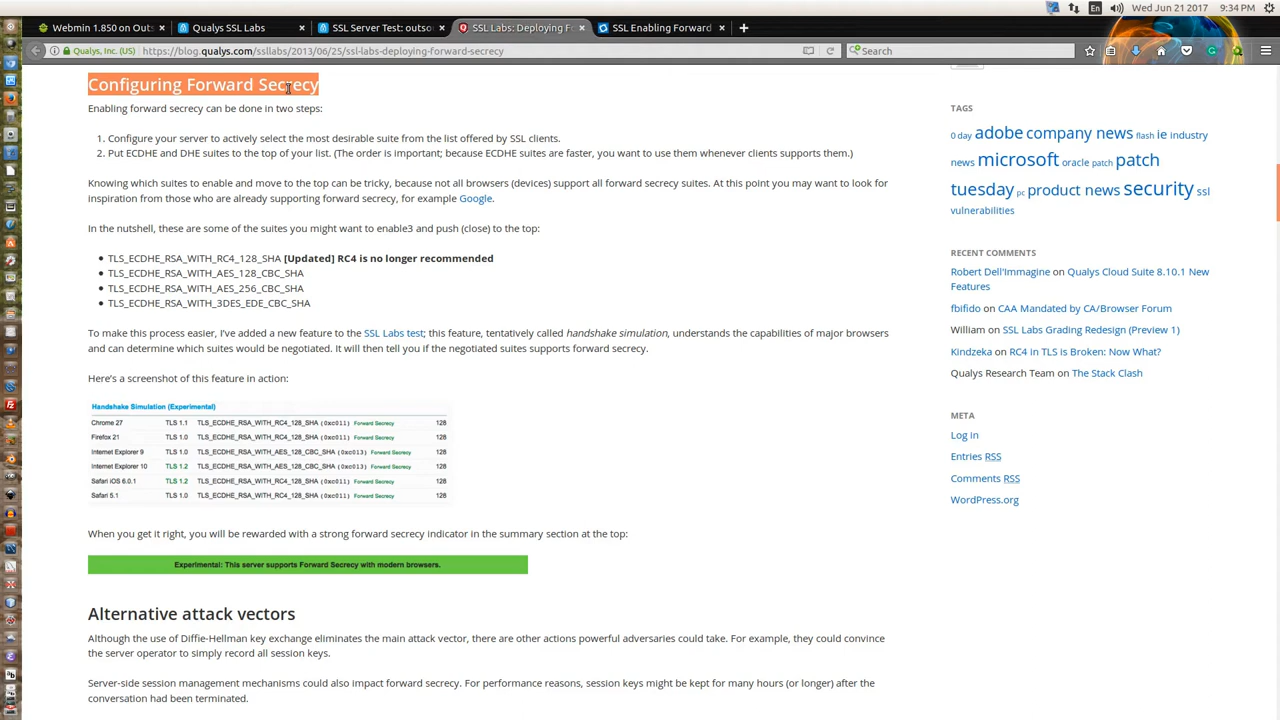 En
Wed Jun 21 2017
9:34 PM
Webmin 1.850 on Outs
Qualys SSL Labs
SSL Server Test: outso
SSL Labs: Deploying F
SSL Enabling Forward
Qualys, Inc. (US)
https://blog.qualys.com/ssllabs/2013/06/25/ssl-labs-deploying-forward-secrecy
Search
Configuring Forward Secrecy
Enabling forward secrecy can be done in two steps:
1. Configure your server to actively select the most desirable suite from the list offered by SSL clients.
2. Put ECDHE and DHE suites to the top of your list. (The order is important; because ECDHE suites are faster, you want to use them whenever clients supports them.)
Knowing which suites to enable and move to the top can be tricky, because not all browsers (devices) support all forward secrecy suites. At this point you may want to look for
inspiration from those who are already supporting forward secrecy, for example Google.
In the nutshell, these are some of the suites you might want to enable3 and push (close) to the top:
TLS_ECDHE_RSA_WITH_RC4_128_SHA [Updated] RC4 is no longer recommended
TLS_ECDHE_RSA_WITH_AES_128_CBC_SHA
TLS_ECDHE_RSA_WITH_AES_256_CBC_SHA
TLS_ECDHE_RSA_WITH_3DES_EDE_CBC_SHA
To make this process easier, I've added a new feature to the SSL Labs test; this feature, tentatively called handshake simulation, understands the capabilities of major browsers
and can determine which suites would be negotiated. It will then tell you if the negotiated suites supports forward secrecy.
Here's a screenshot of this feature in action:
Handshake Simulation (Experimental)
Chrome 27 TLS 1.1 TLS_ECDHE_RSA_WITH_RC4_128_SHA (0xc011) Forward Secrecy 128
Firefox 21 TLS 1.0 TLS_ECDHE_RSA_WITH_RC4_128_SHA (0xc011) Forward Secrecy 128
Internet Explorer 9 TLS 1.0 TLS_ECDHE_RSA_WITH_AES_128_CBC_SHA (0xc013) Forward Secrecy 128
Internet Explorer 10 TLS 1.2 TLS_ECDHE_RSA_WITH_AES_128_CBC_SHA (0xc013) Forward Secrecy 128
Safari iOS 6.0.1 TLS 1.2 TLS_ECDHE_RSA_WITH_RC4_128_SHA (0xc011) Forward Secrecy 128
Safari 5.1 TLS 1.0 TLS_ECDHE_RSA_WITH_RC4_128_SHA (0xc011) Forward Secrecy 128
When you get it right, you will be rewarded with a strong forward secrecy indicator in the summary section at the top:
Experimental: This server supports Forward Secrecy with modern browsers.
Alternative attack vectors
Although the use of Diffie-Hellman key exchange eliminates the main attack vector, there are other actions powerful adversaries could take. For example, they could convince
the server operator to simply record all session keys.
Server-side session management mechanisms could also impact forward secrecy. For performance reasons, session keys might be kept for many hours (or longer) after the
conversation had been terminated.
TAGS
0 day adobe company news flash ie industry
news microsoft oracle patch patch
tuesday pc product news security ssl
vulnerabilities
RECENT COMMENTS
Robert Dell'Immagine on Qualys Cloud Suite 8.10.1 New
Features
fbifido on CAA Mandated by CA/Browser Forum
William on SSL Labs Grading Redesign (Preview 1)
Kindzeka on RC4 in TLS is Broken: Now What?
Qualys Research Team on The Stack Clash
META
Log In
Entries RSS
Comments RSS
WordPress.org